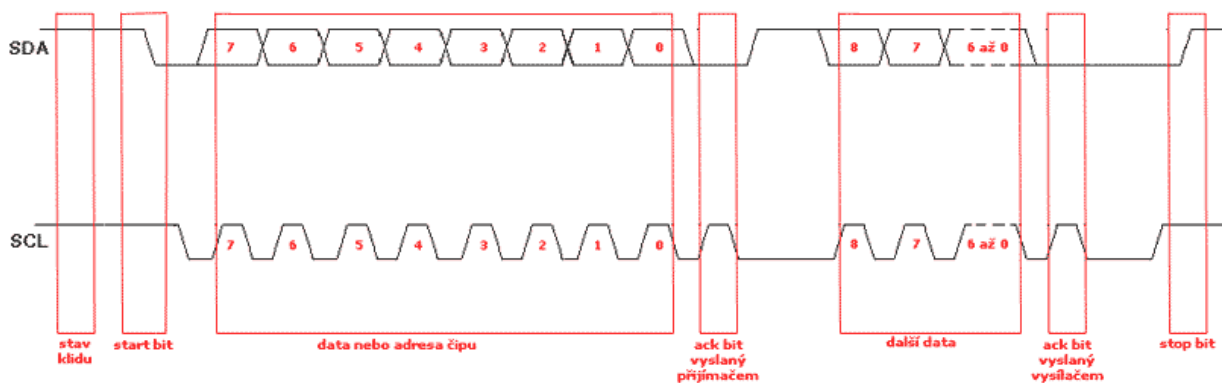 SDA
7 6 5 4 3 2 1 0
8 7 6 až 0
SCL
7 6 5 4 3 2 1 0
8 7 6 až 0
stav
klidu
start bit
data nebo adresa čipu
ack bit
vyslaný
přijímačem
další data
ack bit
vyslaný
vysílačem
stop bit